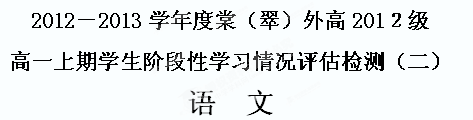 2012－2013 学年度棠（翠）外高 2012 级
高一上期学生阶段性学习情况评估检测（二）
语 文